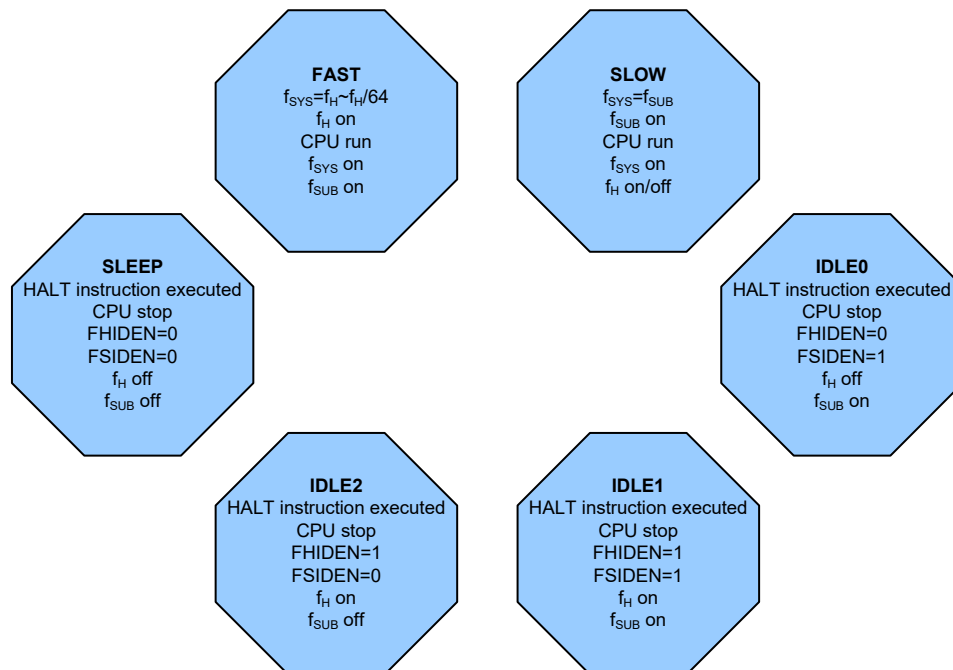 FAST
fSYS=fH~fH/64
fH on
CPU run
fSYS on
fSUB on
SLOW
fSYS=fSUB
fSUB on
CPU run
fSYS on
fH on/off
SLEEP
HALT instruction executed
CPU stop
FHIDEN=0
FSIDEN=0
fH off
fSUB off
IDLE0
HALT instruction executed
CPU stop
FHIDEN=0
FSIDEN=1
fH off
fSUB on
IDLE2
HALT instruction executed
CPU stop
FHIDEN=1
FSIDEN=0
fH on
fSUB off
IDLE1
HALT instruction executed
CPU stop
FHIDEN=1
FSIDEN=1
fH on
fSUB on